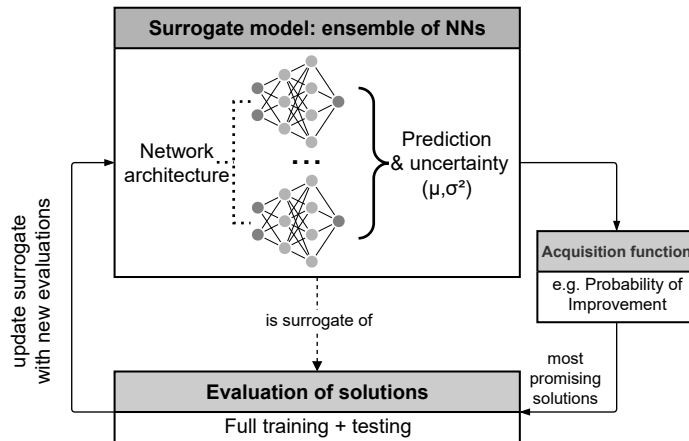 Surrogate model: ensemble of NNs
Network
architecture
...
Prediction
& uncertainty
(μ,σ²)
update surrogate
with new evaluations
Acquisition function
e.g. Probability of
Improvement
is surrogate of
most
promising
solutions
Evaluation of solutions
Full training + testing